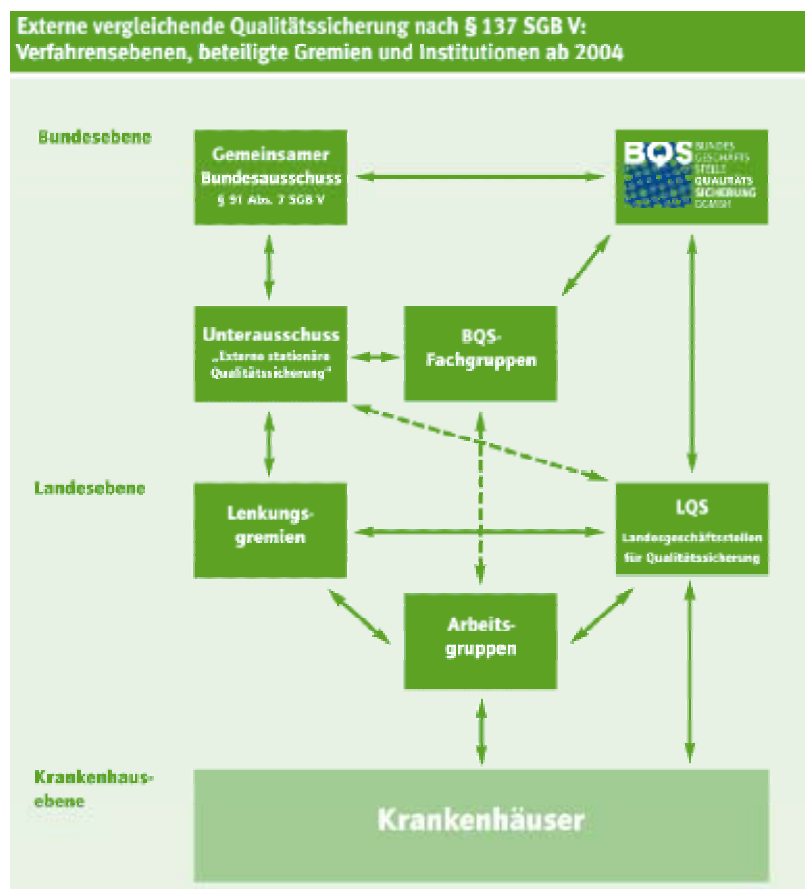 Externe vergleichende Qualitätssicherung nach § 137 SGB V:
Verfahrensebenen, beteiligte Gremien und Institutionen ab 2004
Bundesebene
Gemeinsamer
Bundesausschuss
§ 91 Abs. 7 SGB V
BQS
BUNDES
GESCHÄFTS
STELLE
QUALITÄTS
SICHERUNG
GGMBH
Unterausschuss
„Externe stationäre
Qualitätssicherung“
BQS-
Fachgruppen
Landesebene
Lenkungs-
gremien
LQS
Landesgeschäftsstellen
für Qualitätssicherung
Arbeits-
gruppen
Krankenhaus-
ebene
Krankenhäuser